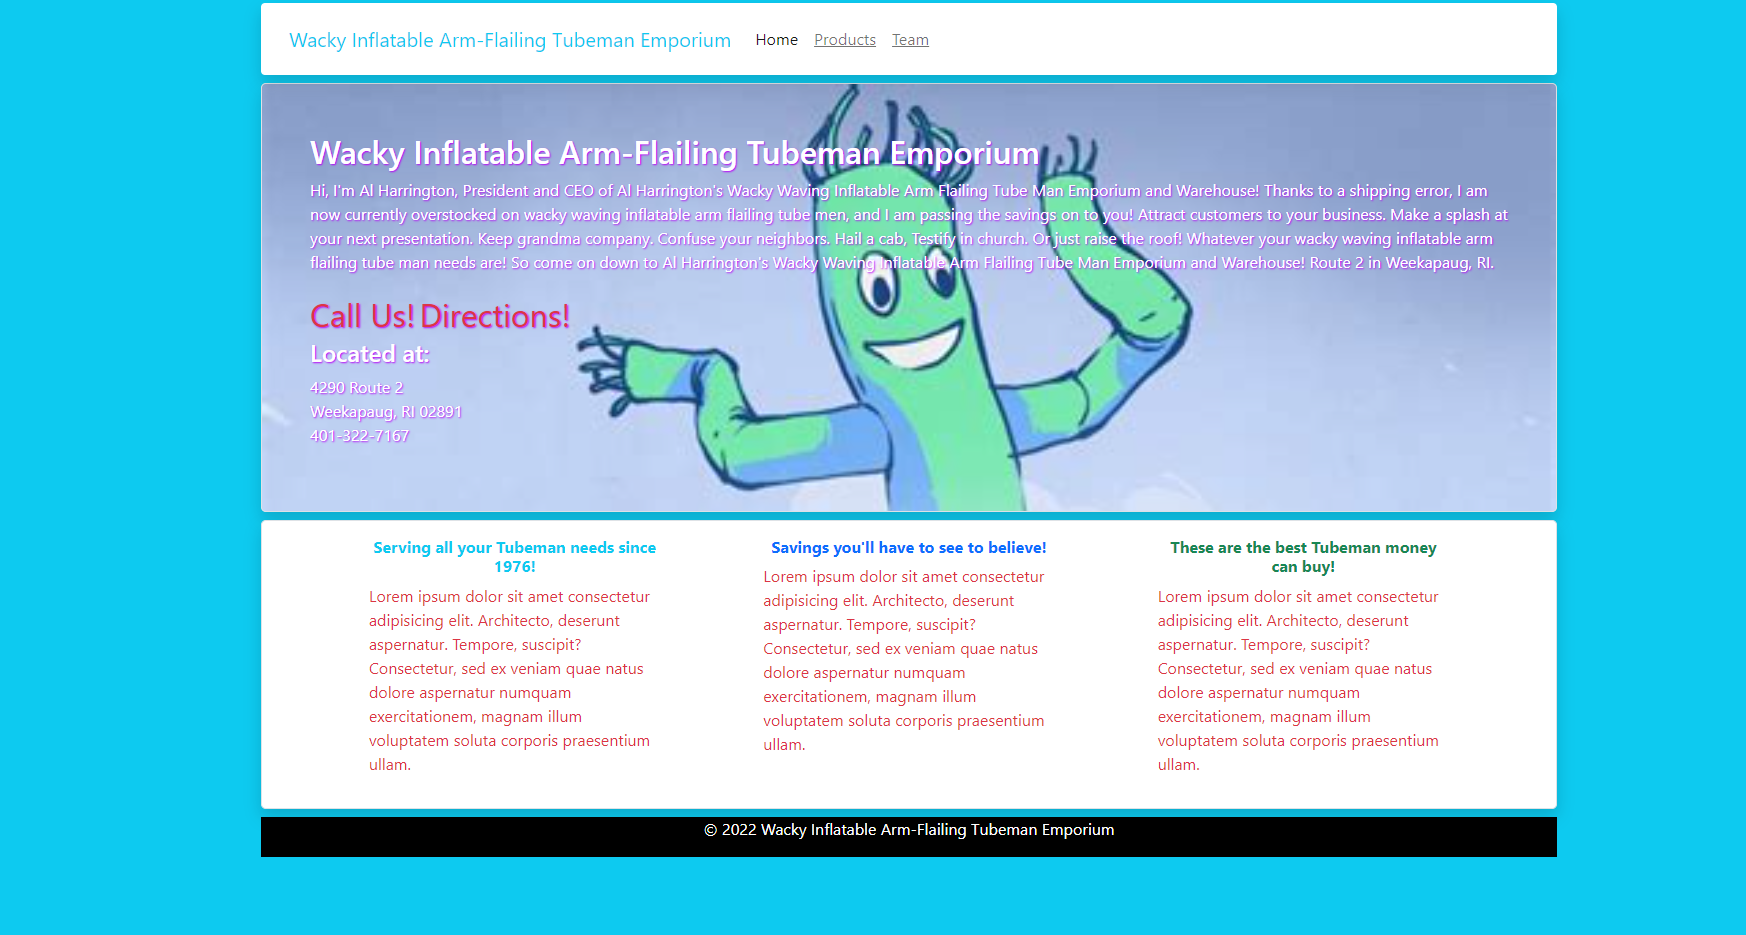 Wacky Inflatable Arm-Flailing Tubeman Emporium Home Products Team
Wacky Inflatable Arm-Flailing Tubeman Emporium
Hi, I'm Al Harrington, President and CEO of Al Harrington's Wacky Waving Inflatable Arm Flailing Tube Man Emporium and Warehouse! Thanks to a shipping error, I am
now currently overstocked on wacky waving inflatable arm flailing tube men, and I am passing the savings on to you! Attract customers to your business. Make a splash at
your next presentation. Keep grandma company. Confuse your neighbors. Hail a cab, Testify in church. Or just raise the roof! Whatever your wacky waving inflatable arm
flailing tube man needs are! So come on down to Al Harrington's Wacky Waving Inflatable Arm Flailing Tube Man Emporium and Warehouse! Route 2 in Weekapaug, RI.
Call Us! Directions!
Located at:
4290 Route 2
Weekapaug, RI 02891
401-322-7167
Serving all your Tubeman needs since
1976!
Lorem ipsum dolor sit amet consectetur
adipisicing elit. Architecto, deserunt
aspernatur. Tempore, suscipit?
Consectetur, sed ex veniam quae natus
dolore aspernatur numquam
exercitationem, magnam illum
voluptatem soluta corporis praesentium
ullam.
Savings you'll have to see to believe!
Lorem ipsum dolor sit amet consectetur
adipisicing elit. Architecto, deserunt
aspernatur. Tempore, suscipit?
Consectetur, sed ex veniam quae natus
dolore aspernatur numquam
exercitationem, magnam illum
voluptatem soluta corporis praesentium
ullam.
These are the best Tubeman money
can buy!
Lorem ipsum dolor sit amet consectetur
adipisicing elit. Architecto, deserunt
aspernatur. Tempore, suscipit?
Consectetur, sed ex veniam quae natus
dolore aspernatur numquam
exercitationem, magnam illum
voluptatem soluta corporis praesentium
ullam.
© 2022 Wacky Inflatable Arm-Flailing Tubeman Emporium